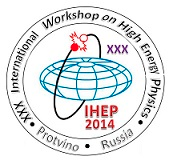 XXX International Workshop on High Energy Physics
XXX
IHEP
2014
Protvino • Russia